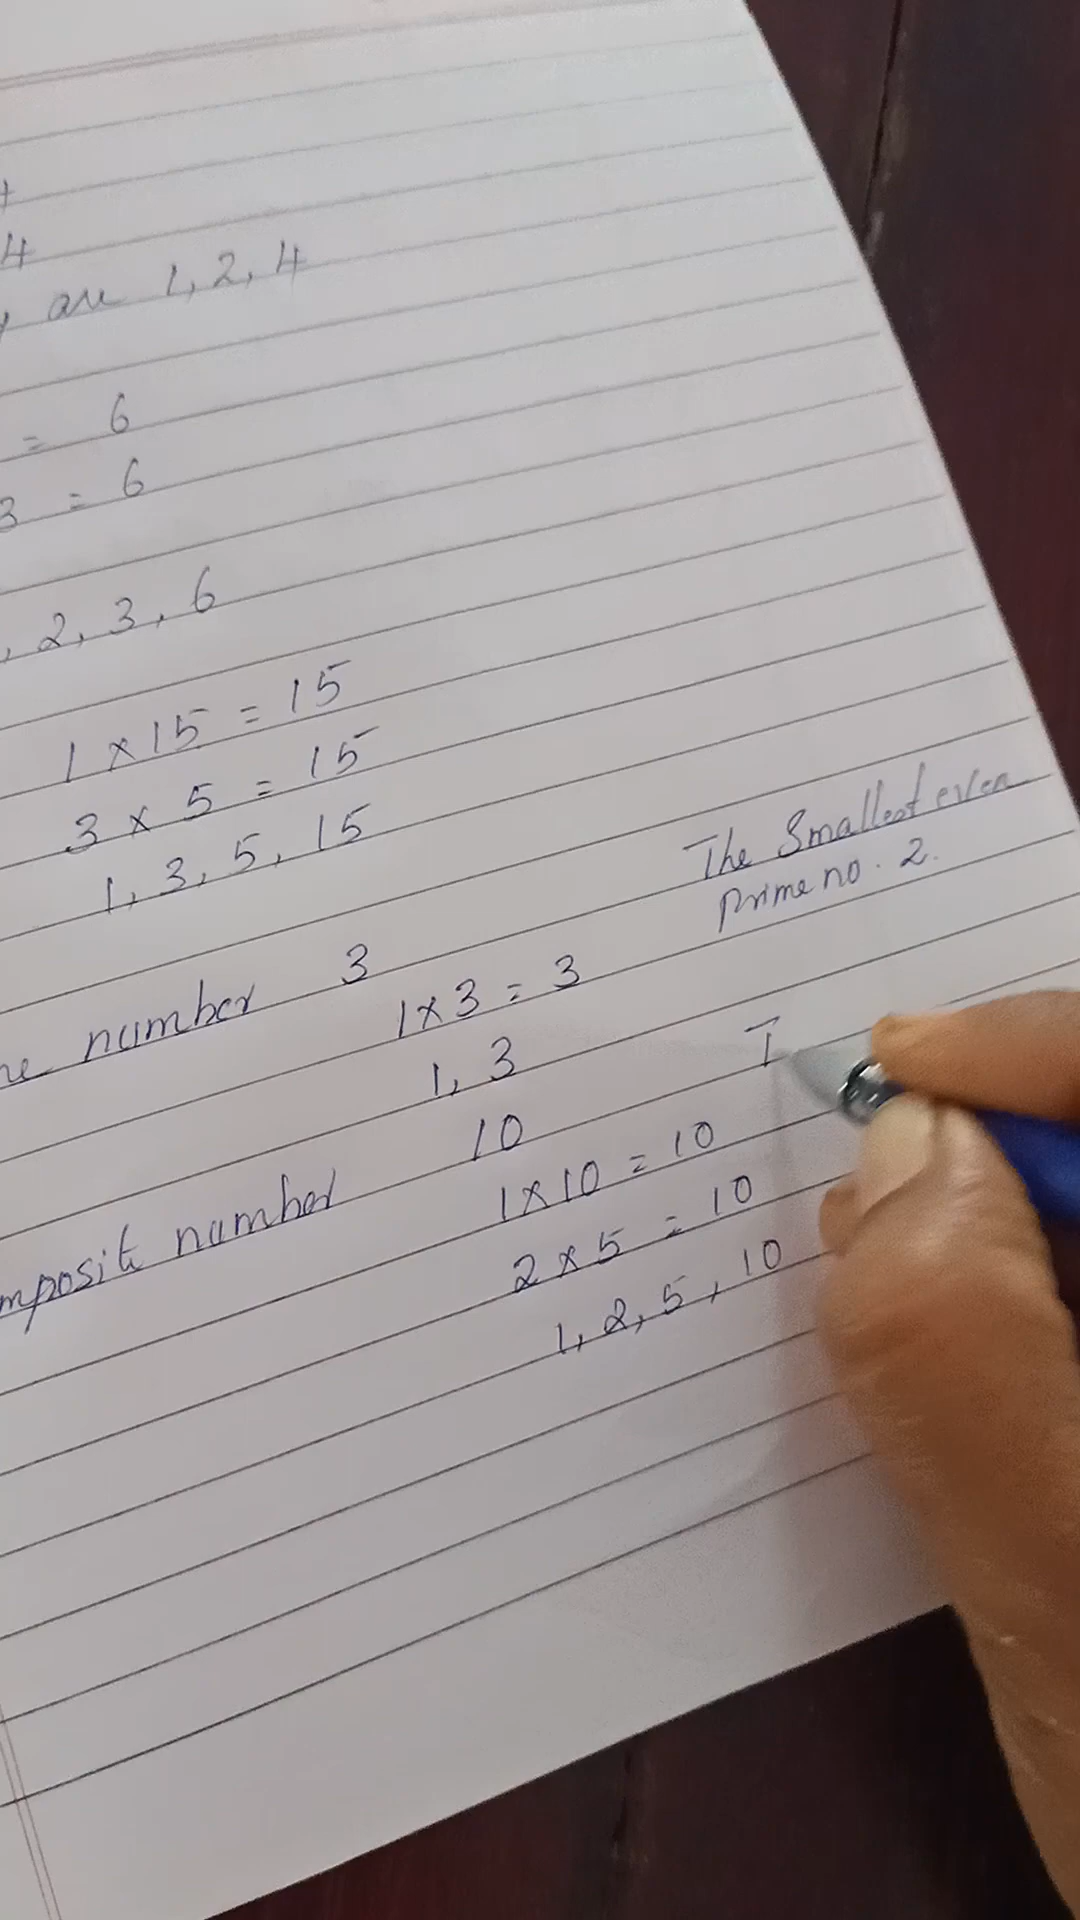 4
are 1, 2, 4
= 6
3 = 6
, 2, 3, 6
1 × 15 = 15
3 × 5 = 15
1, 3, 5, 15
The Smallest even
Prime no. 2.
number 3
1 × 3 = 3
1, 3
T
mposit number 10
1 × 10 = 10
2 × 5 = 10
1, 2, 5, 10